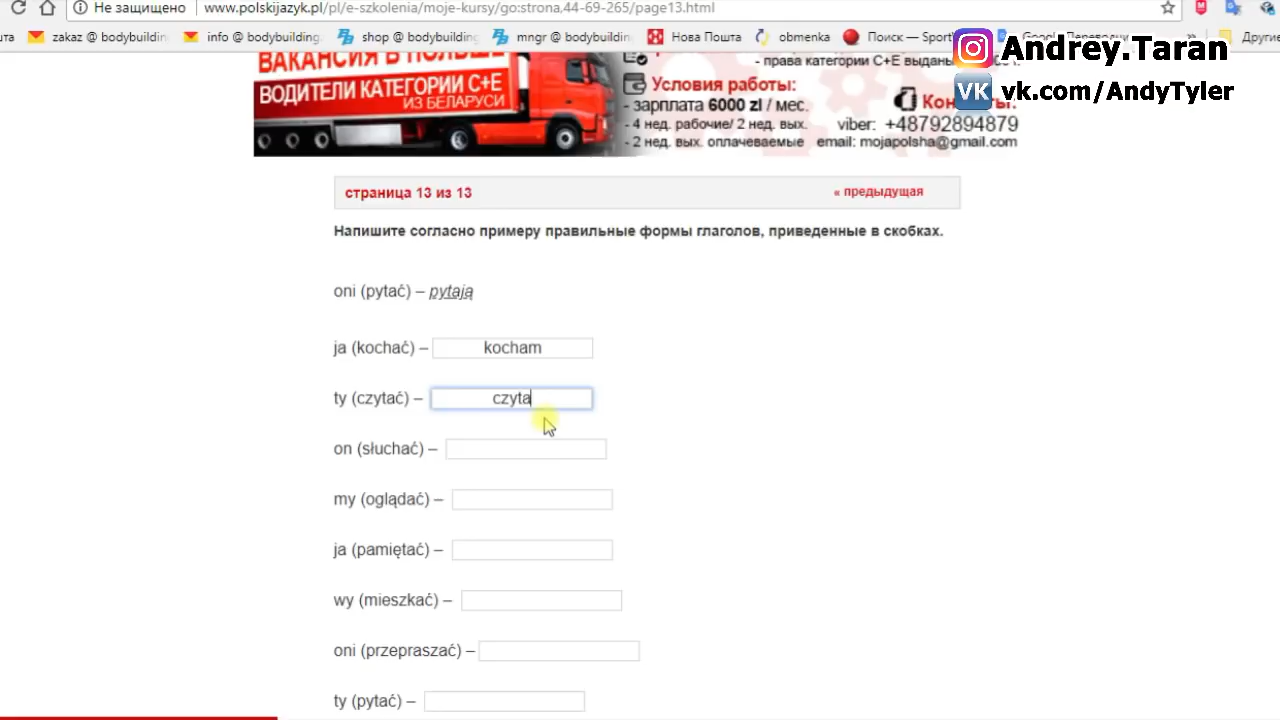 Не защищено www.polskijazyk.pl/pl/e-szkolenia/moje-kursy/go:strona,44-69-265/page13.html
zakaz @ bodybuilding info @ bodybuilding. shop @ bodybuilding mngr @ bodybuilding Нова Пошта obmenka Поиск — Sport Другие
Andrey.Taran
VK vk.com/AndyTyler
ВАКАНСИЯ В ПОЛЬШЕ
ВОДИТЕЛИ КАТЕГОРИИ C+E
ИЗ БЕЛАРУСИ
- права категории C+E выданы
Условия работы:
- зарплата 6000 zl / мес.
- 4 нед. рабочие/ 2 нед. вых.
- 2 нед. вых. оплачеваемые
viber: +48792894879
email: mojapolsha@gmail.com
страница 13 из 13
« предыдущая
Напишите согласно примеру правильные формы глаголов, приведенные в скобках.
oni (pytać) – pytają
ja (kochać) – kocham
ty (czytać) – czyta
on (słuchać) –
my (oglądać) –
ja (pamiętać) –
wy (mieszkać) –
oni (przepraszać) –
ty (pytać) –